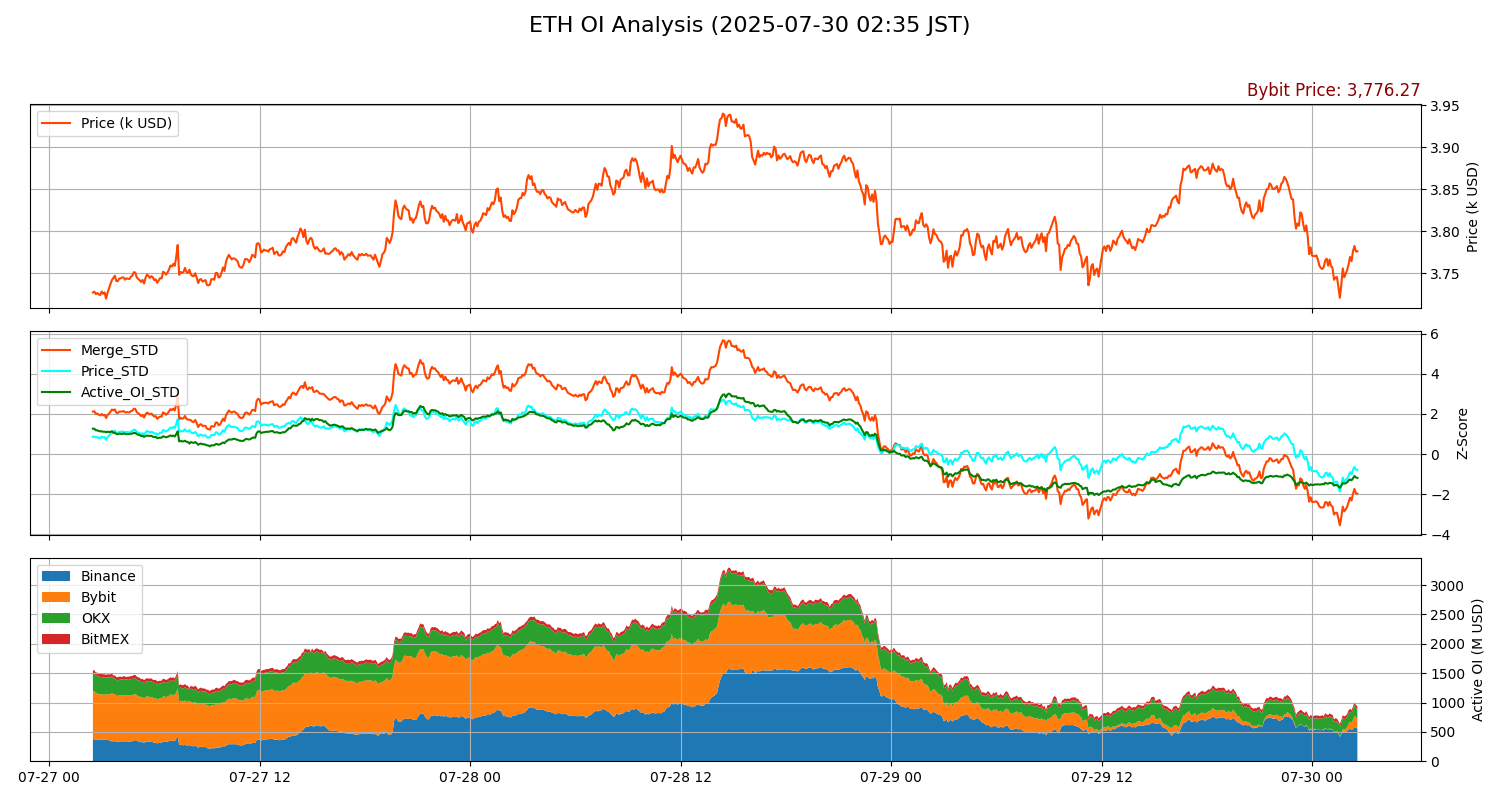 ETH OI Analysis (2025-07-30 02:35 JST)
Bybit Price: 3,776.27
Price (k USD)
3.95
3.90
3.85
3.80
3.75
Price (k USD)
Merge_STD
Price_STD
Active_OI_STD
6
4
2
0
−2
−4
Z-Score
Binance
Bybit
OKX
BitMEX
3000
2500
2000
1500
1000
500
0
Active OI (M USD)
07-27 00
07-27 12
07-28 00
07-28 12
07-29 00
07-29 12
07-30 00